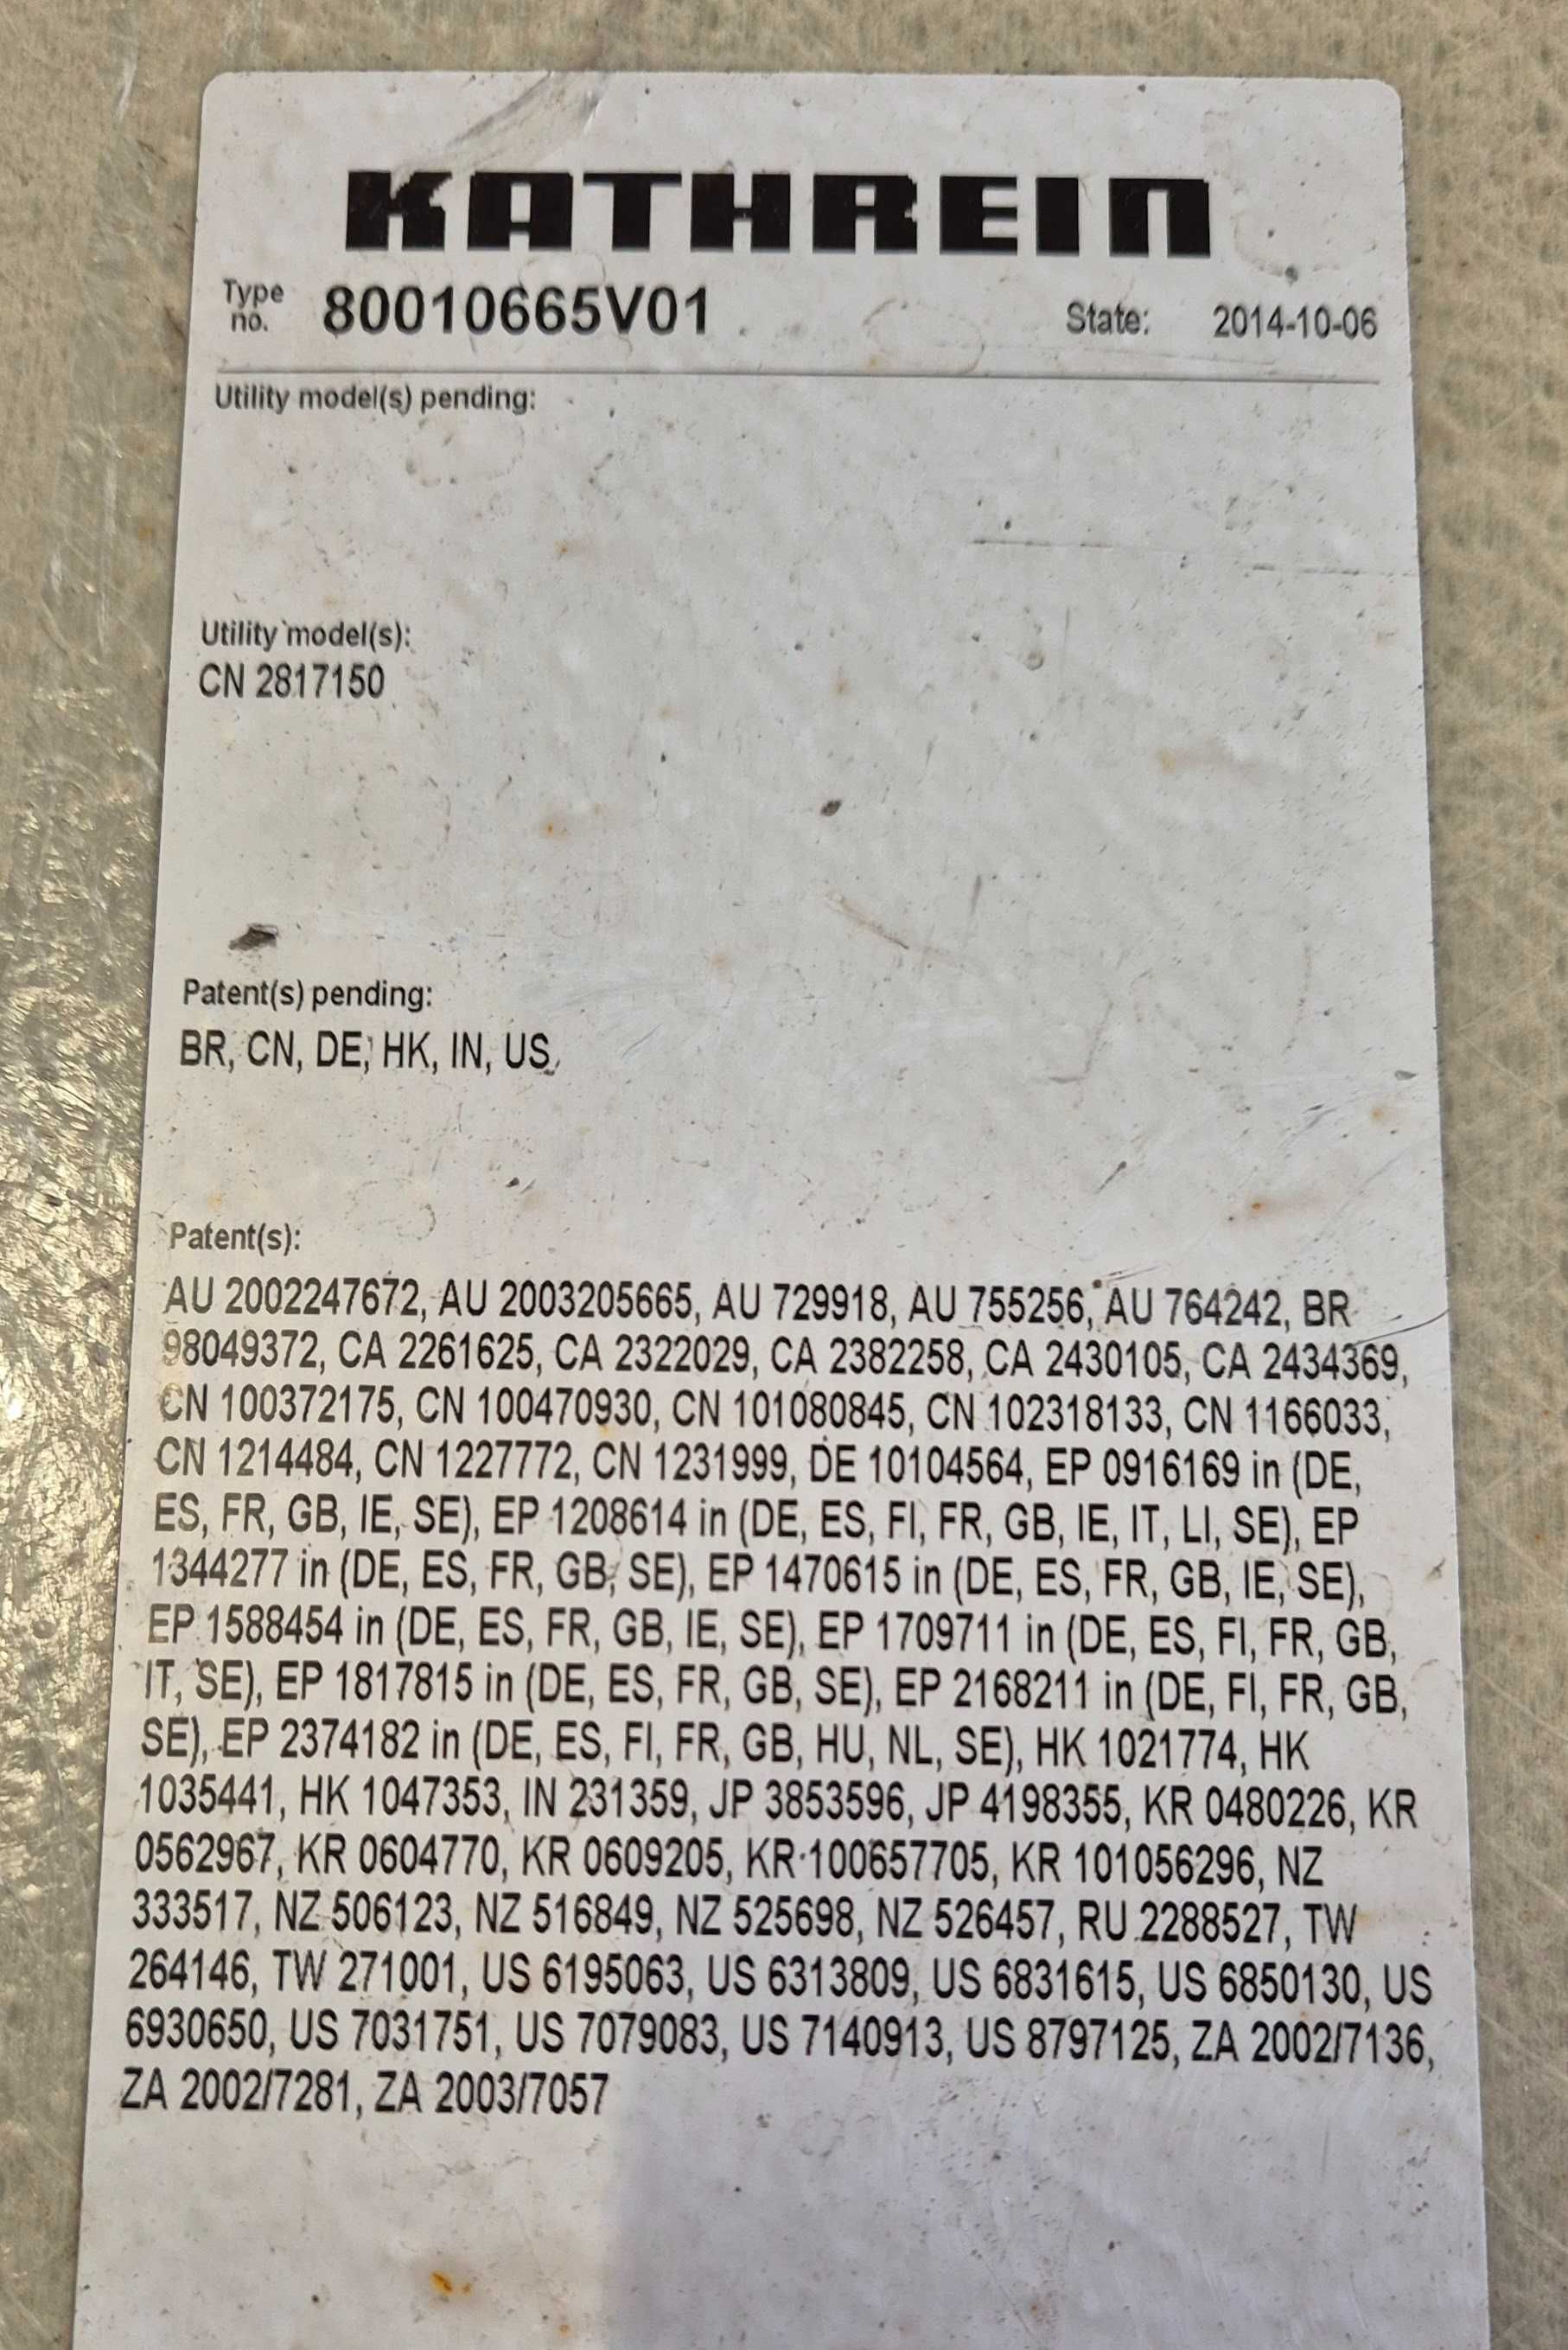 KATHREIN
Type no. 80010665V01 State: 2014-10-06
Utility model(s) pending:
Utility model(s):
CN 2817150
Patent(s) pending:
BR, CN, DE, HK, IN, US
Patent(s):
AU 2002247672, AU 2003205665, AU 729918, AU 755256, AU 764242, BR
98049372, CA 2261625, CA 2322029, CA 2382258, CA 2430105, CA 2434369,
CN 100372175, CN 100470930, CN 101080845, CN 102318133, CN 1166033,
CN 1214484, CN 1227772, CN 1231999, DE 10104564, EP 0916169 in (DE,
ES, FR, GB, IE, SE), EP 1208614 in (DE, ES, FI, FR, GB, IE, IT, LI, SE), EP
1344277 in (DE, ES, FR, GB, SE), EP 1470615 in (DE, ES, FR, GB, IE, SE),
EP 1588454 in (DE, ES, FR, GB, IE, SE), EP 1709711 in (DE, ES, FI, FR, GB,
IT, SE), EP 1817815 in (DE, ES, FR, GB, SE), EP 2168211 in (DE, FI, FR, GB,
SE), EP 2374182 in (DE, ES, FI, FR, GB, HU, NL, SE), HK 1021774, HK
1035441, HK 1047353, IN 231359, JP 3853596, JP 4198355, KR 0480226, KR
0562967, KR 0604770, KR 0609205, KR 100657705, KR 101056296, NZ
333517, NZ 506123, NZ 516849, NZ 525698, NZ 526457, RU 2288527, TW
264146, TW 271001, US 6195063, US 6313809, US 6831615, US 6850130, US
6930650, US 7031751, US 7079083, US 7140913, US 8797125, ZA 2002/7136,
ZA 2002/7281, ZA 2003/7057